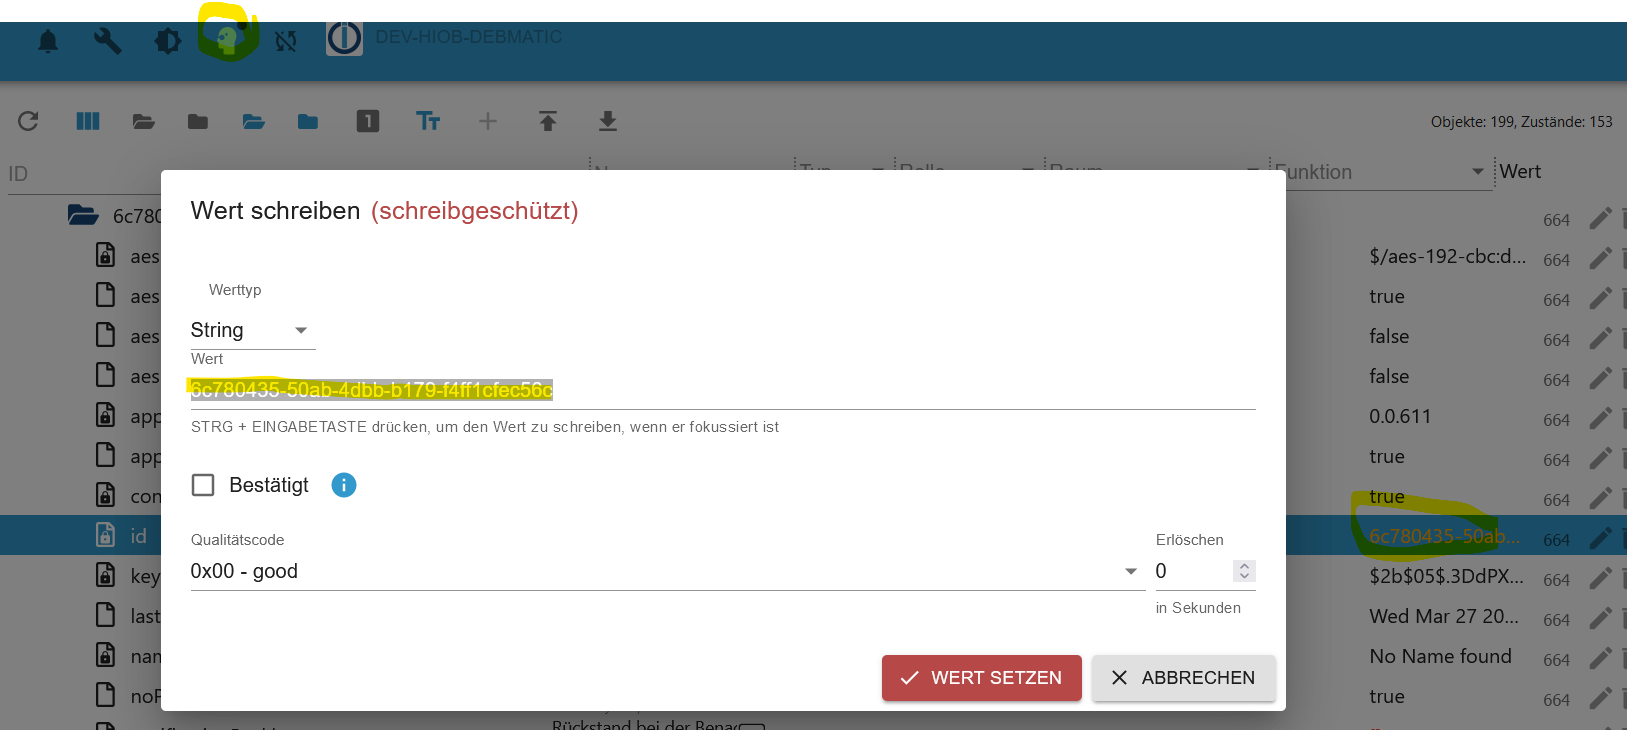 DEV-HIOB-DEBMATIC
1
Objekte: 199, Zustände: 153
ID
Funktion
Wert
6c780
664
aes
$/aes-192-cbc:d...
664
aes
true
664
aes
false
664
aes
false
664
app
0.0.611
664
app
true
664
con
true
664
id
6c780435-50ab...
664
key
$2b$05$.3DdPX...
664
last
Wed Mar 27 20...
664
nam
No Name found
664
noP
true
664
Rückstand bei der Benac
Wert schreiben (schreibgeschützt)
Werttyp
String
Wert
6c780435-50ab-4dbb-b179-f4ff1cfec56c
STRG + EINGABETASTE drücken, um den Wert zu schreiben, wenn er fokussiert ist
Bestätigt
Qualitätscode
0x00 - good
Erlöschen
0
in Sekunden
WERT SETZEN
ABBRECHEN